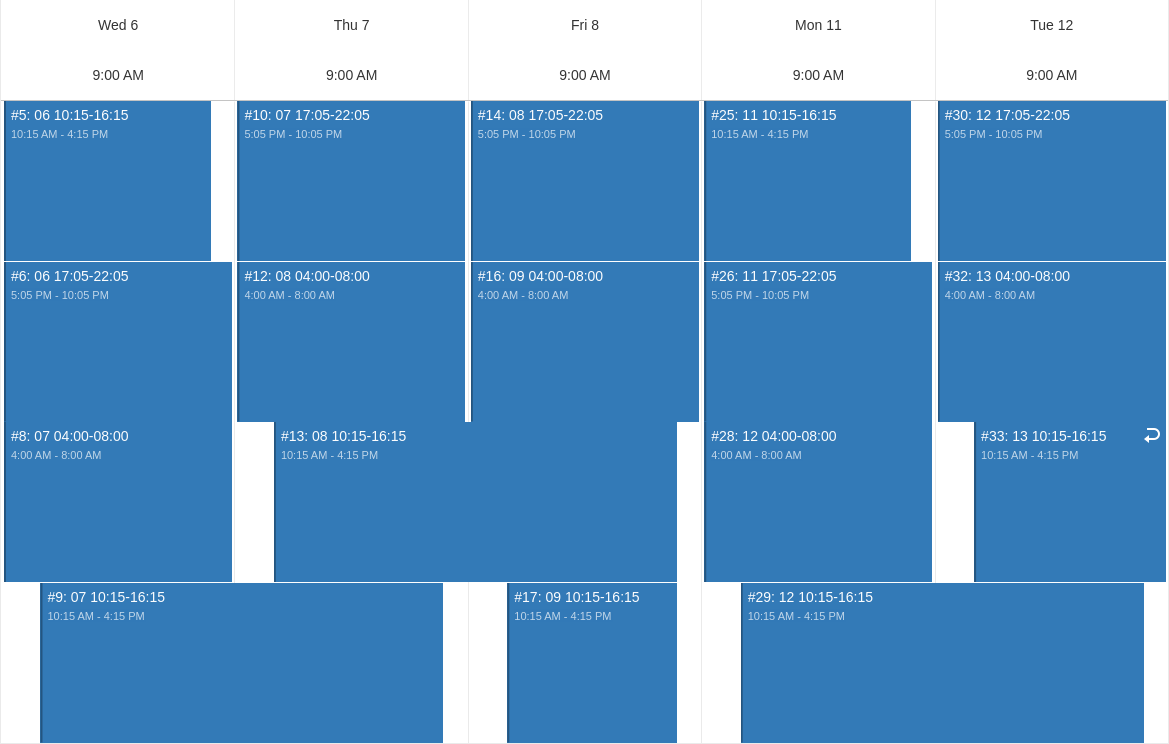 Wed 6
Thu 7
Fri 8
Mon 11
Tue 12
9:00 AM
9:00 AM
9:00 AM
9:00 AM
9:00 AM
#5: 06 10:15-16:15
10:15 AM - 4:15 PM
#10: 07 17:05-22:05
5:05 PM - 10:05 PM
#14: 08 17:05-22:05
5:05 PM - 10:05 PM
#25: 11 10:15-16:15
10:15 AM - 4:15 PM
#30: 12 17:05-22:05
5:05 PM - 10:05 PM
#6: 06 17:05-22:05
5:05 PM - 10:05 PM
#12: 08 04:00-08:00
4:00 AM - 8:00 AM
#16: 09 04:00-08:00
4:00 AM - 8:00 AM
#26: 11 17:05-22:05
5:05 PM - 10:05 PM
#32: 13 04:00-08:00
4:00 AM - 8:00 AM
#8: 07 04:00-08:00
4:00 AM - 8:00 AM
#13: 08 10:15-16:15
10:15 AM - 4:15 PM
#28: 12 04:00-08:00
4:00 AM - 8:00 AM
#33: 13 10:15-16:15
10:15 AM - 4:15 PM
#9: 07 10:15-16:15
10:15 AM - 4:15 PM
#17: 09 10:15-16:15
10:15 AM - 4:15 PM
#29: 12 10:15-16:15
10:15 AM - 4:15 PM